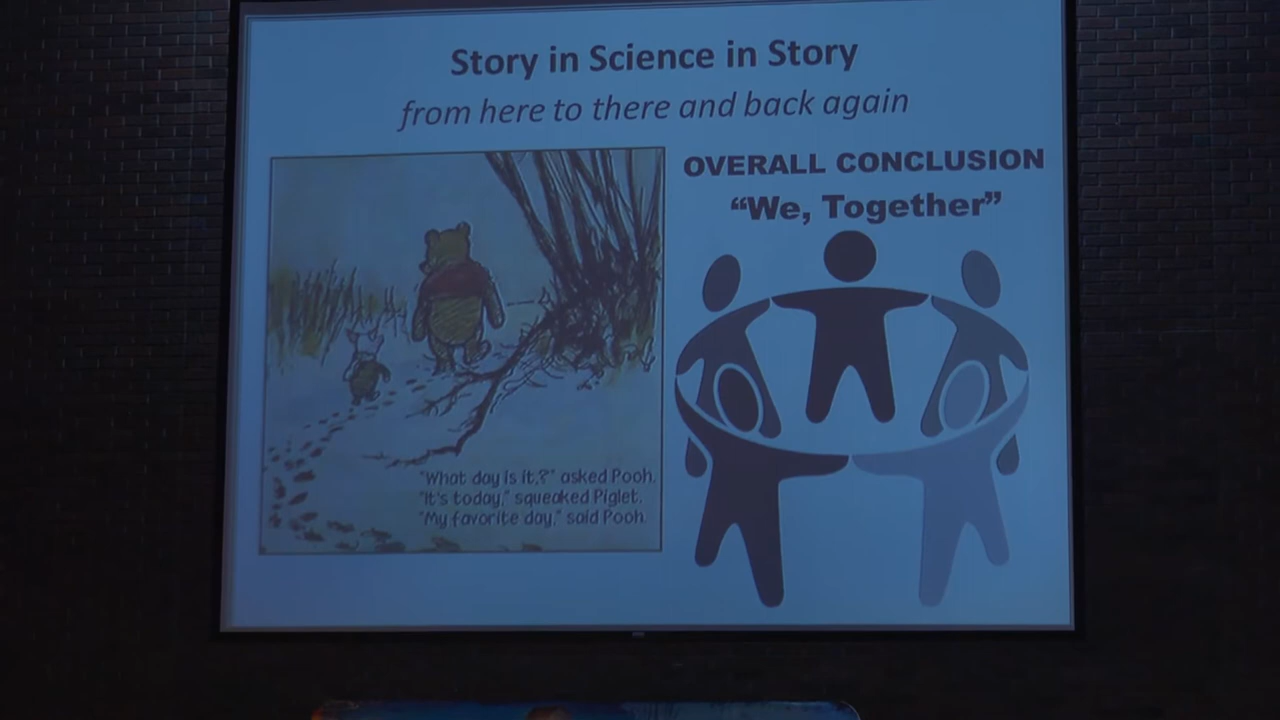 Story in Science in Story
from here to there and back again
OVERALL CONCLUSION
“We, Together”
"What day is it,?" asked Pooh.
"It's today," squeaked Piglet.
"My favorite day," said Pooh